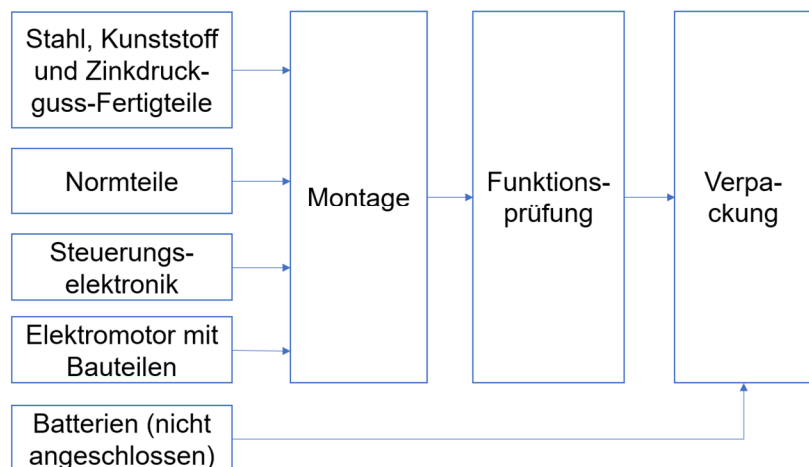 Stahl, Kunststoff
und Zinkdruck-
guss-Fertigteile
Normteile
Steuerungs-
elektronik
Elektromotor mit
Bauteilen
Batterien (nicht
angeschlossen)
Montage
Funktions-
prüfung
Verpa-
ckung